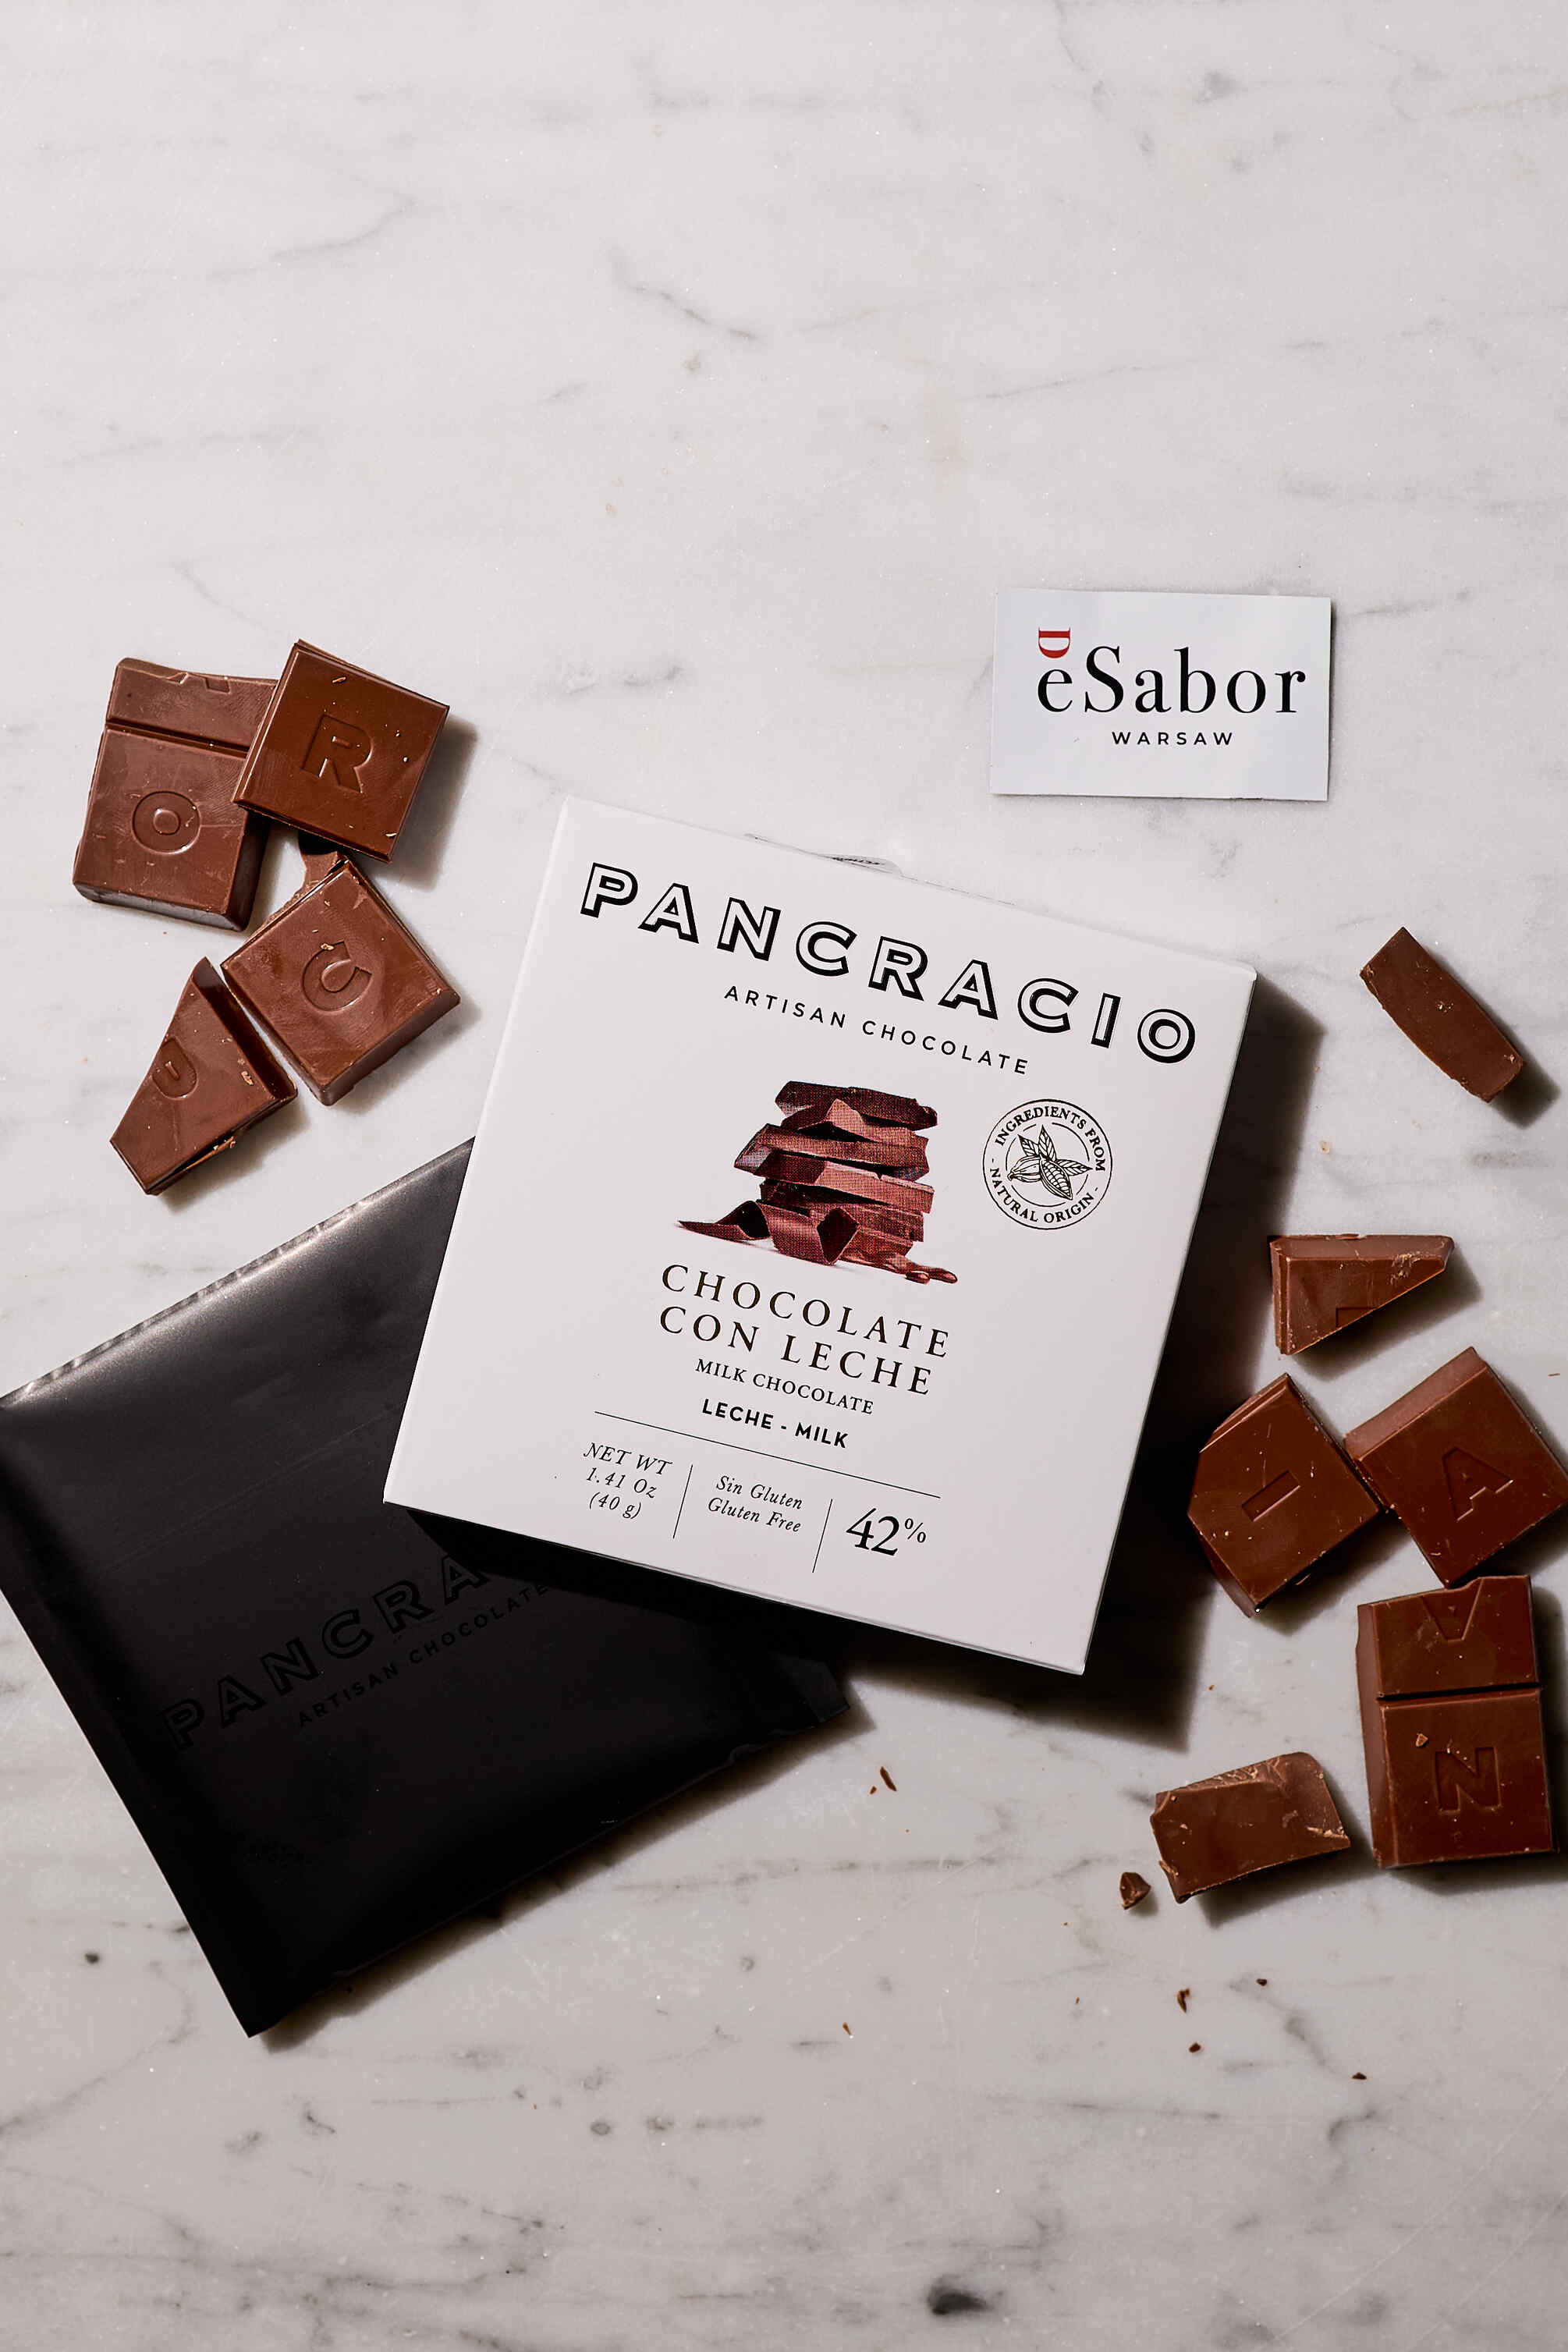 DeSabor
WARSAW
R
O
C
P
PANCRACIO
ARTISAN CHOCOLATE
INGREDIENTS FROM
- NATURAL ORIGIN -
CHOCOLATE
CON LECHE
MILK CHOCOLATE
LECHE - MILK
NET WT
1.41 Oz
(40 g)
Sin Gluten
Gluten Free
42%
I
A
N
PANCRA
ARTISAN CHOCOLATE